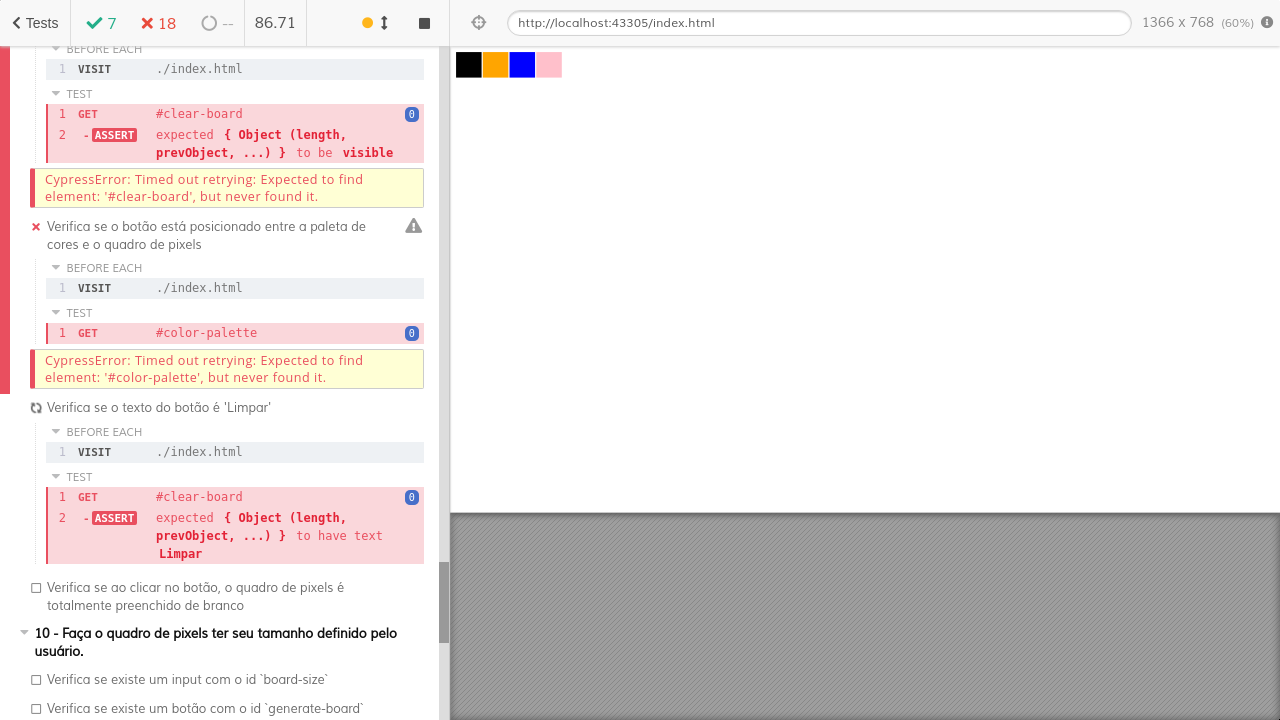 Tests 7 18 -- 86.71 http://localhost:43305/index.html 1366 x 768 (60%)
BEFORE EACH
1 VISIT ./index.html
TEST
1 GET #clear-board 0
2 -ASSERT expected { Object (length,
prevObject, ...) } to be visible
CypressError: Timed out retrying: Expected to find
element: '#clear-board', but never found it.
Verifica se o botão está posicionado entre a paleta de
cores e o quadro de pixels
BEFORE EACH
1 VISIT ./index.html
TEST
1 GET #color-palette 0
CypressError: Timed out retrying: Expected to find
element: '#color-palette', but never found it.
Verifica se o texto do botão é 'Limpar'
BEFORE EACH
1 VISIT ./index.html
TEST
1 GET #clear-board 0
2 -ASSERT expected { Object (length,
prevObject, ...) } to have text
Limpar
Verifica se ao clicar no botão, o quadro de pixels é
totalmente preenchido de branco
10 - Faça o quadro de pixels ter seu tamanho definido pelo
usuário.
Verifica se existe um input com o id `board-size`
Verifica se existe um botão com o id `generate-board`